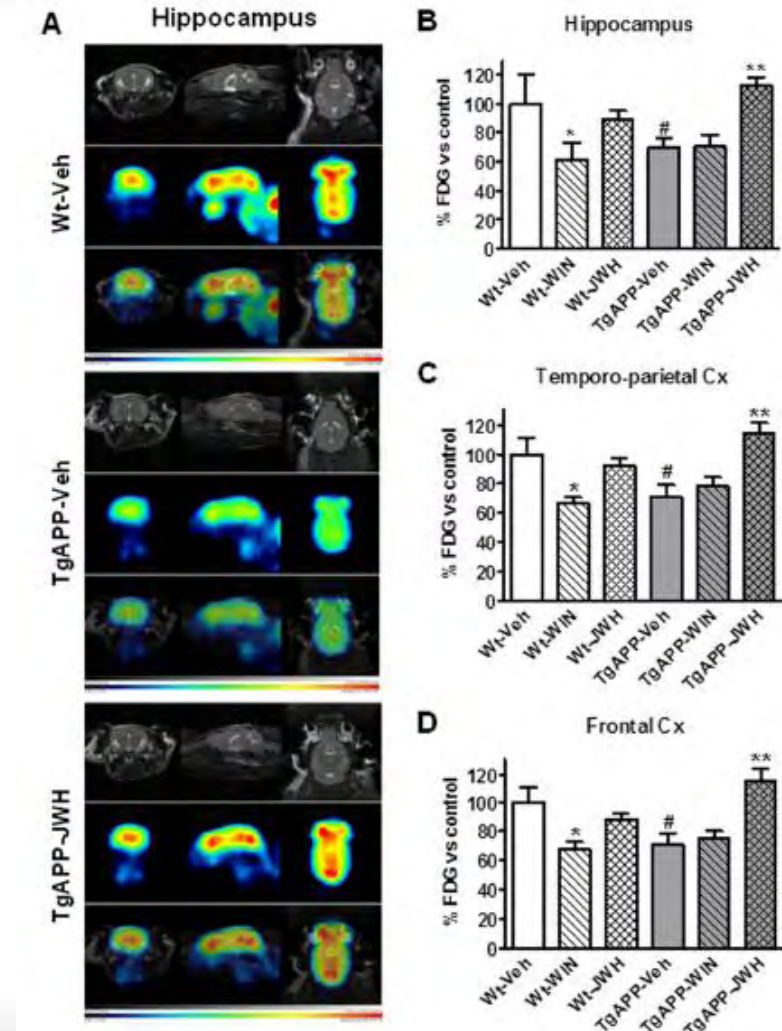 A
Hippocampus
Wt-Veh
TgAPP-Veh
TgAPP-JWH
B
Hippocampus
% FDG vs control
120
100
80
60
40
20
0
*
#
**
Wt-Veh
Wt-WIN
Wt-JWH
TgAPP-Veh
TgAPP-WIN
TgAPP-JWH
C
Temporo-parietal Cx
% FDG vs control
120
100
80
60
40
20
0
*
#
**
Wt-Veh
Wt-WIN
Wt-JWH
TgAPP-Veh
TgAPP-WIN
TgAPP-JWH
D
Frontal Cx
% FDG vs control
120
100
80
60
40
20
0
*
#
**
Wt-Veh
Wt-WIN
Wt-JWH
TgAPP-Veh
TgAPP-WIN
TgAPP-JWH